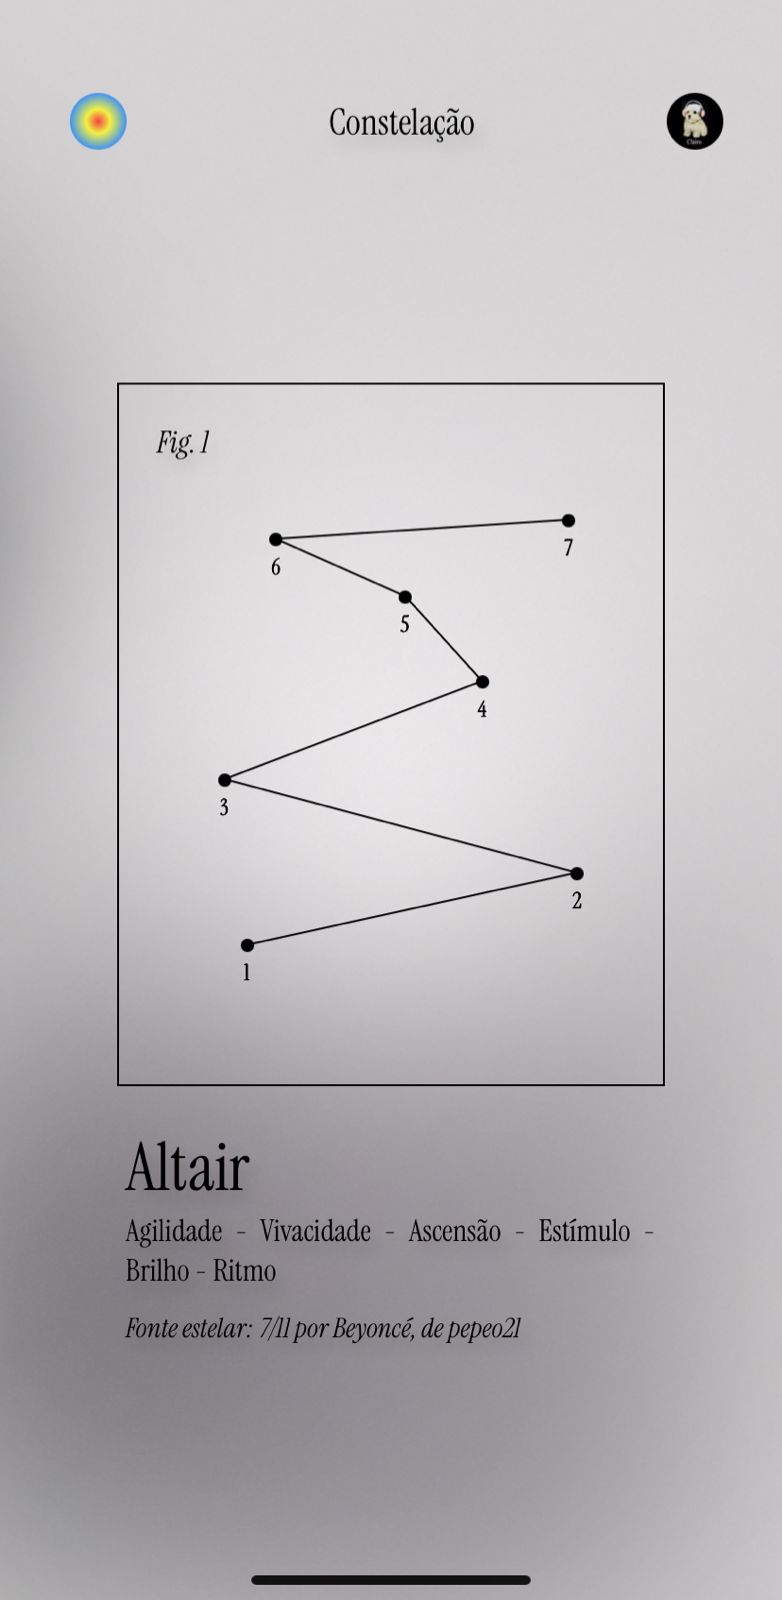 Constelação
Clairo
Fig. 1
7
6
5
4
3
2
1
Altair
Agilidade - Vivacidade - Ascensão - Estímulo -
Brilho - Ritmo
Fonte estelar: 7/11 por Beyoncé, de pepeo21